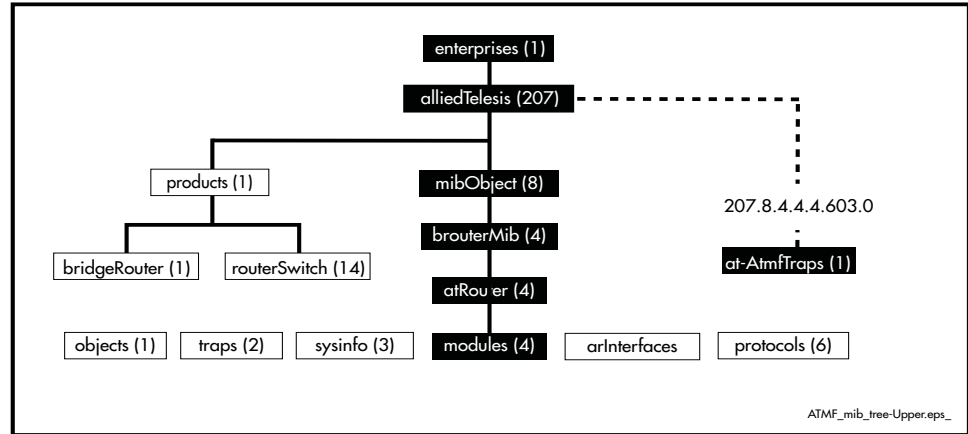 enterprises (1)
alliedTelesis (207)
products (1)
mibObject (8)
207.8.4.4.4.603.0
bridgeRouter (1)
routerSwitch (14)
brouterMib (4)
at-AtmfTraps (1)
atRouter (4)
objects (1)
traps (2)
sysinfo (3)
modules (4)
arInterfaces
protocols (6)
ATMF_mib_tree-Upper.eps_